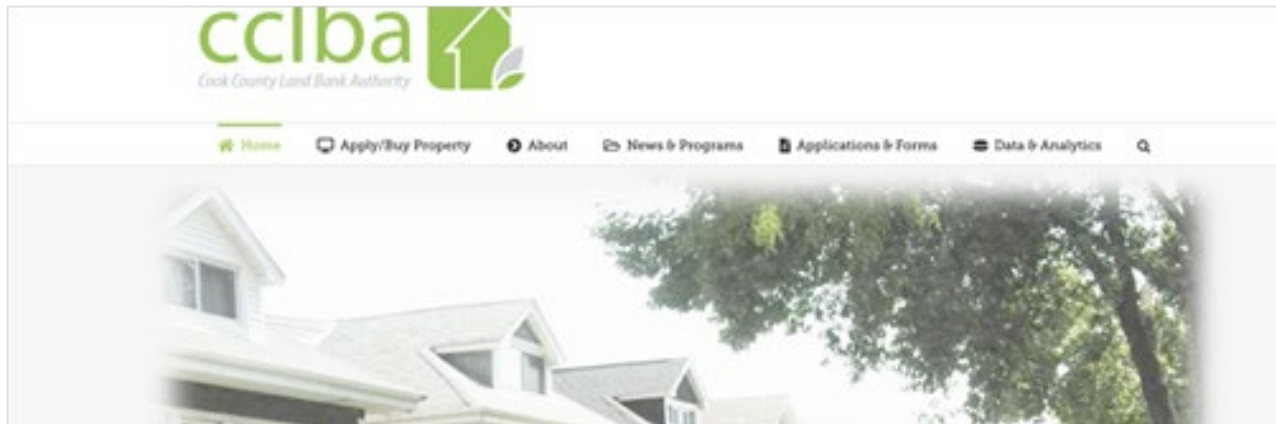 cclba
Cook County Land Bank Authority
Home Apply/Buy Property About News & Programs Applications & Forms Data & Analytics